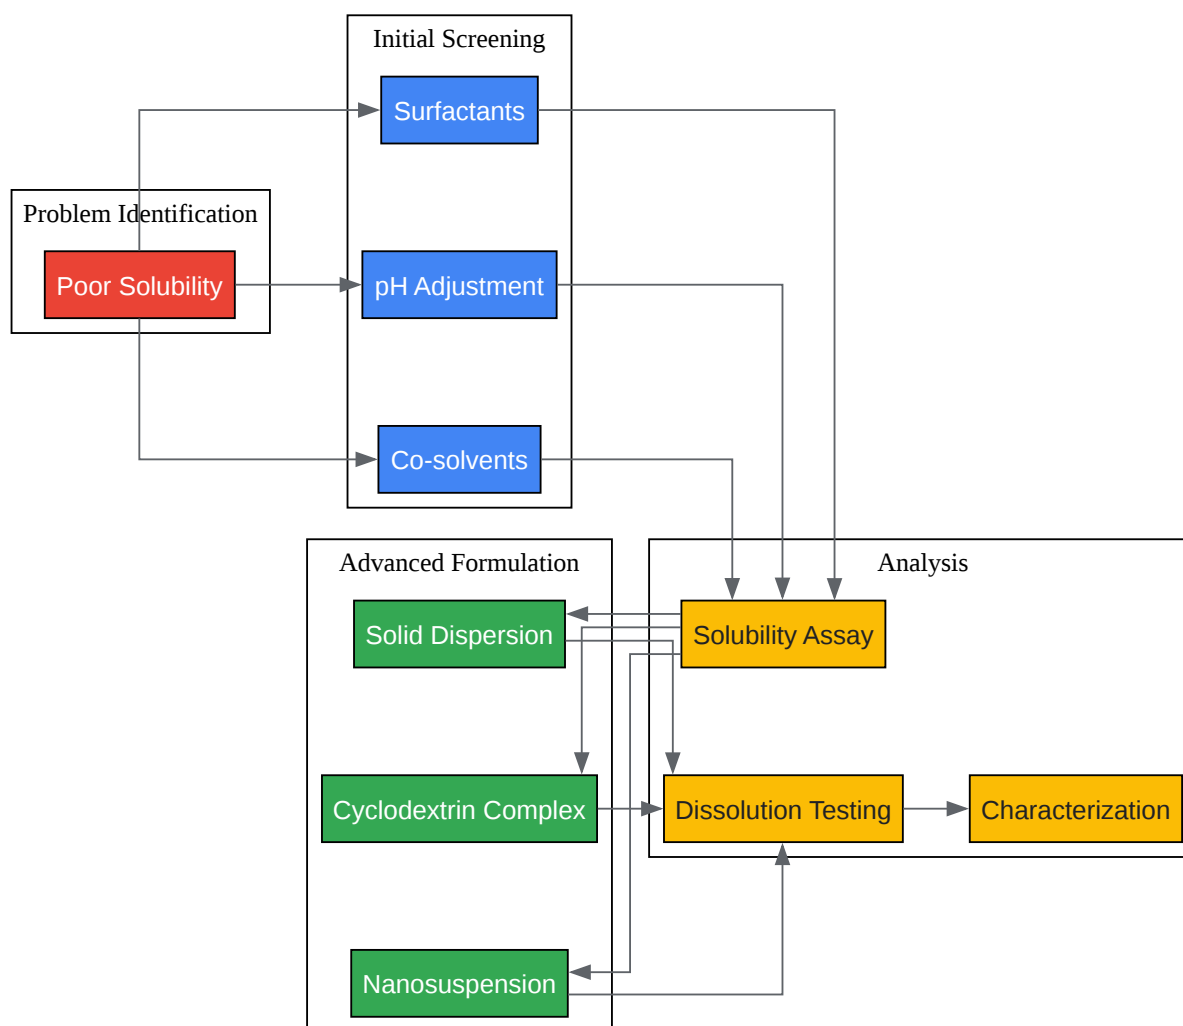 Initial Screening
Surfactants
Problem Identification
Poor Solubility
pH Adjustment
Co-solvents
Advanced Formulation
Analysis
Solid Dispersion
Solubility Assay
Cyclodextrin Complex
Dissolution Testing
Characterization
Nanosuspension